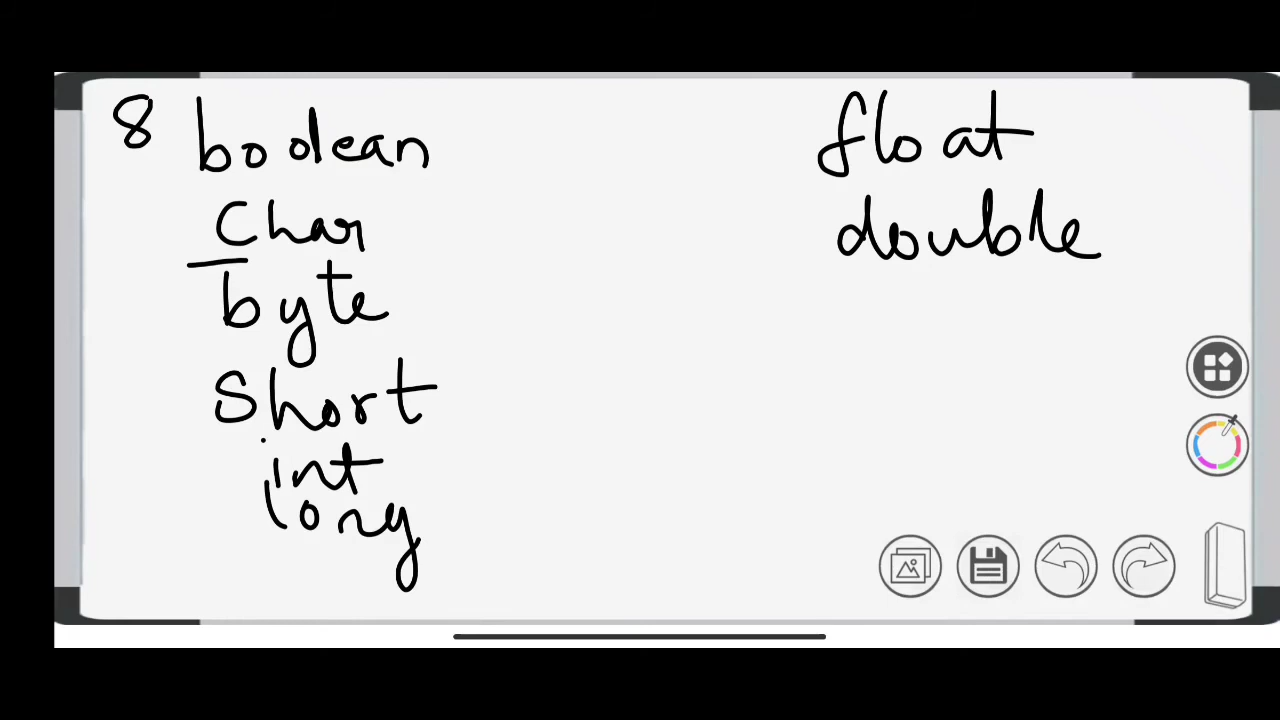 8 boolean
Char
byte
Short
int
long
float
double